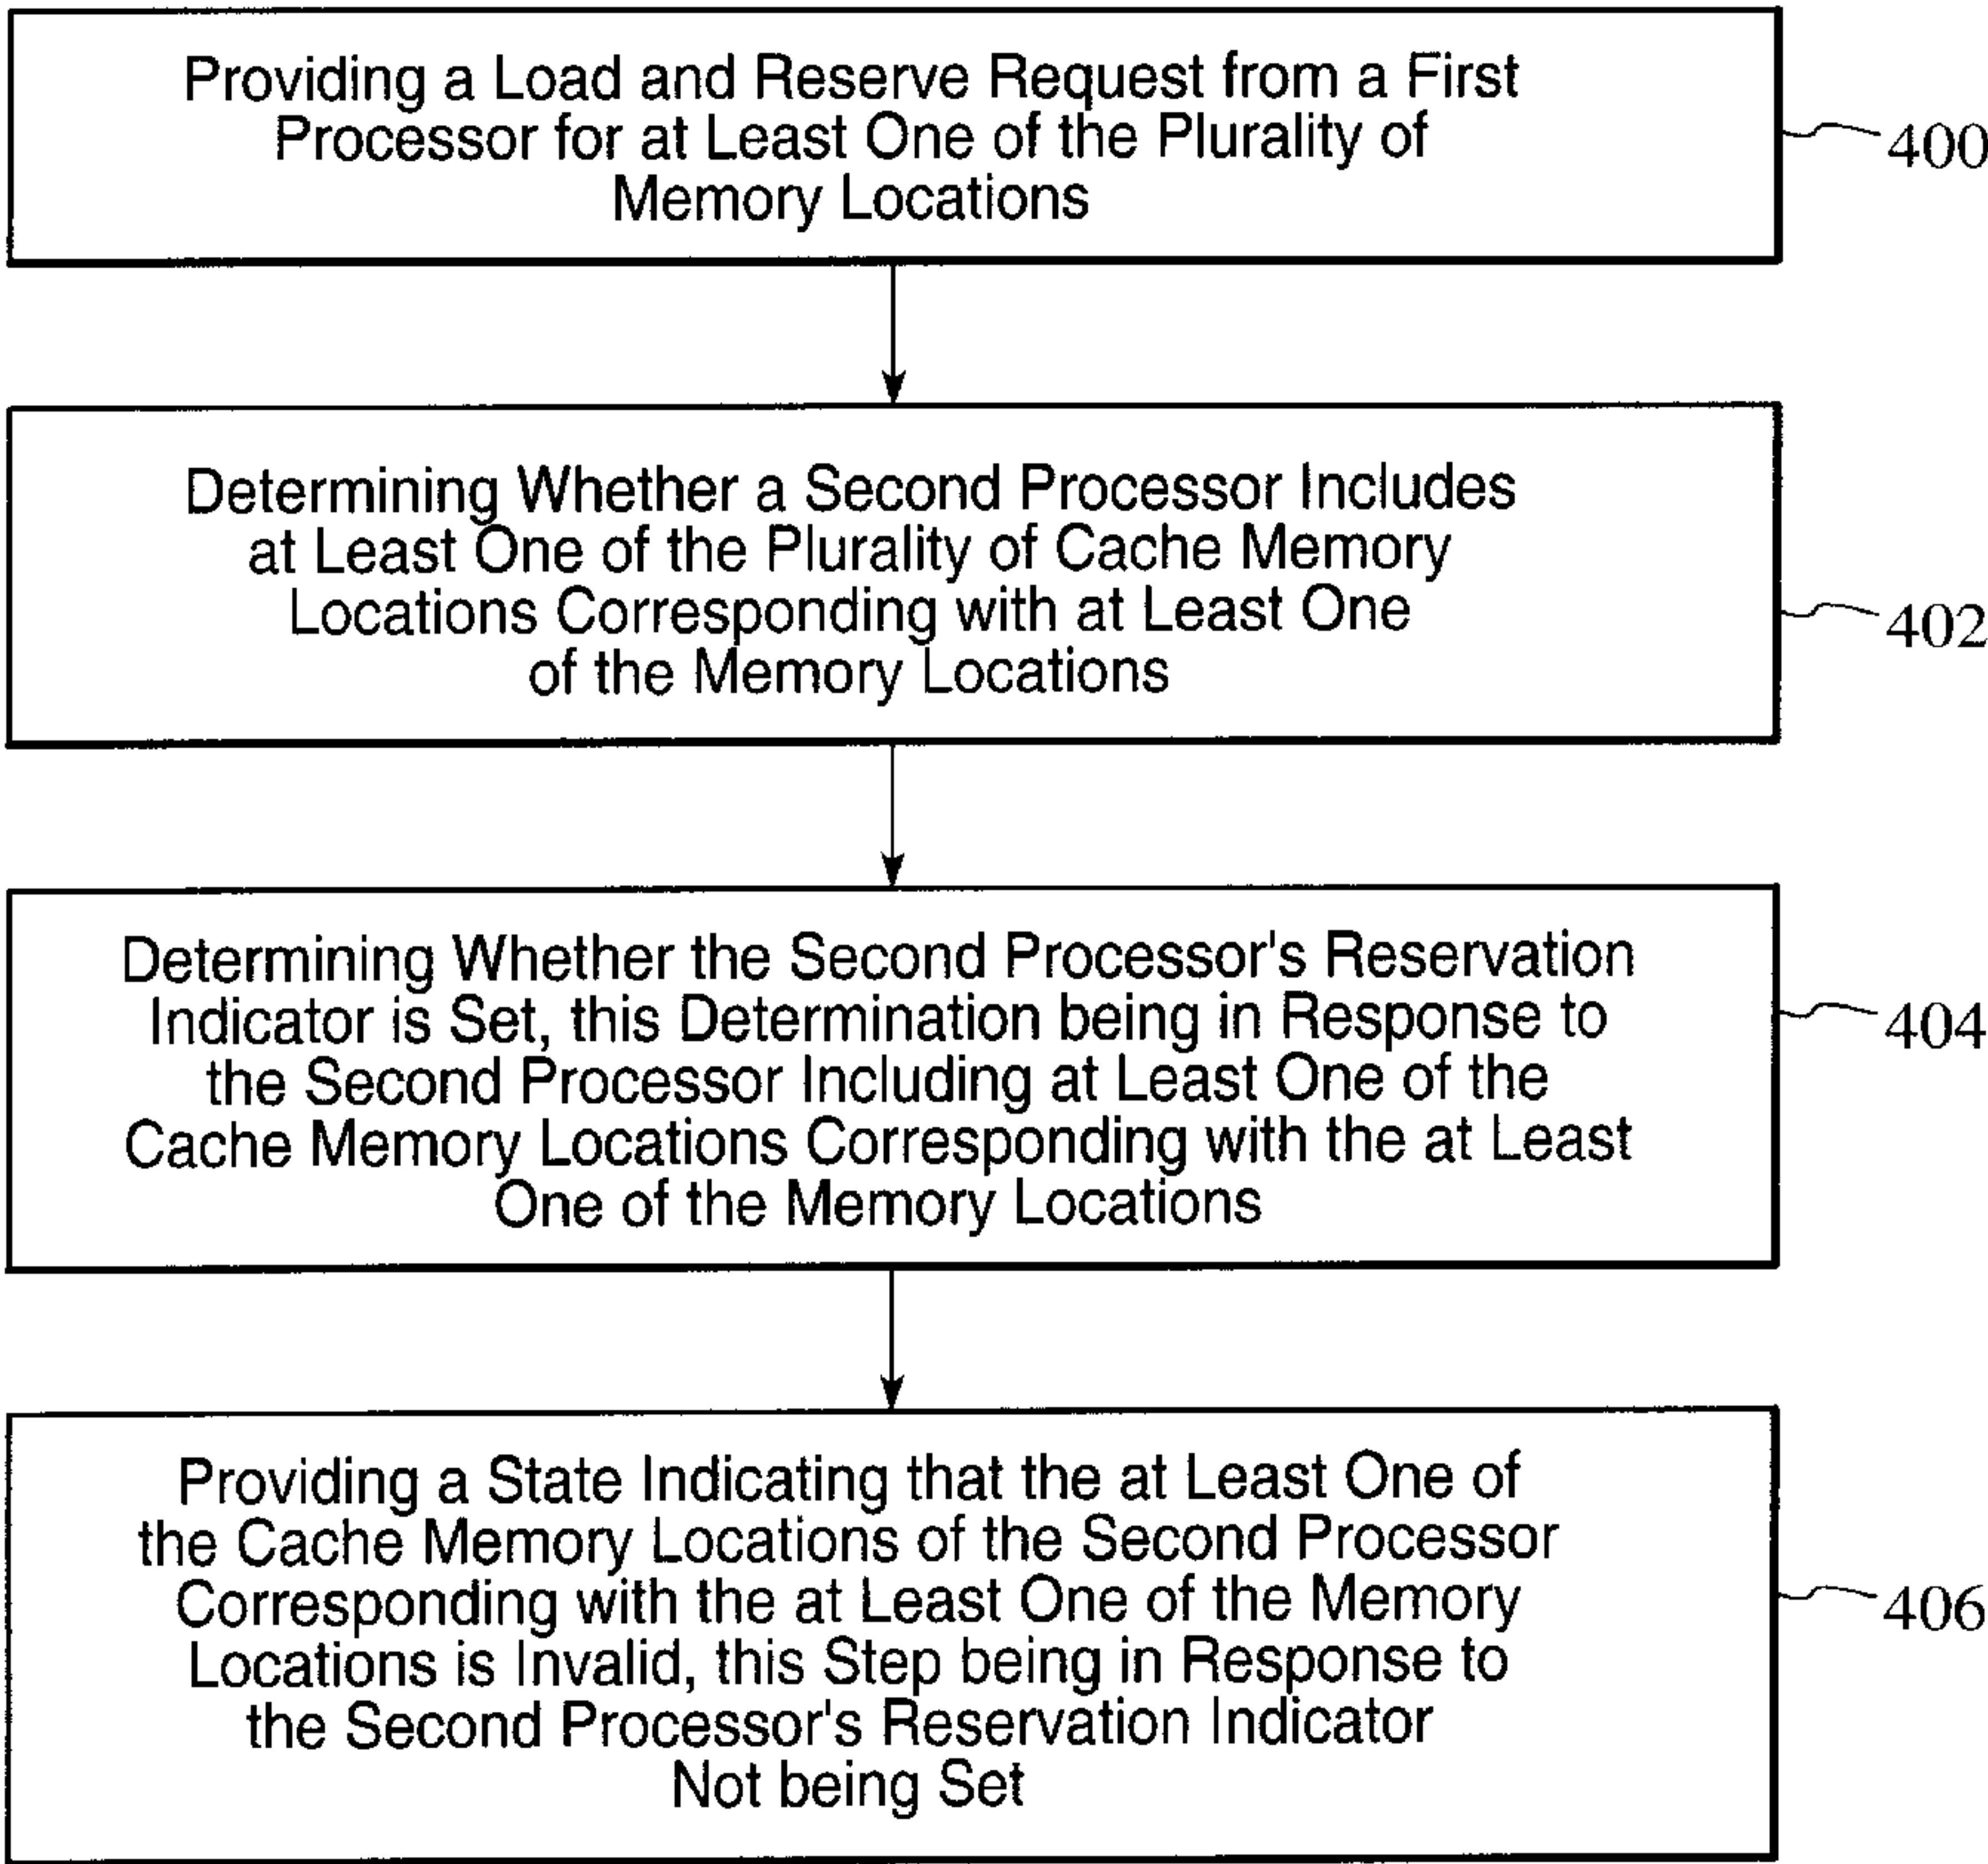 Providing a Load and Reserve Request from a First
Processor for at Least One of the Plurality of
Memory Locations
400
Determining Whether a Second Processor Includes
at Least One of the Plurality of Cache Memory
Locations Corresponding with at Least One
of the Memory Locations
402
Determining Whether the Second Processor's Reservation
Indicator is Set, this Determination being in Response to
the Second Processor Including at Least One of the
Cache Memory Locations Corresponding with the at Least
One of the Memory Locations
404
Providing a State Indicating that the at Least One of
the Cache Memory Locations of the Second Processor
Corresponding with the at Least One of the Memory
Locations is Invalid, this Step being in Response to
the Second Processor's Reservation Indicator
Not being Set
406